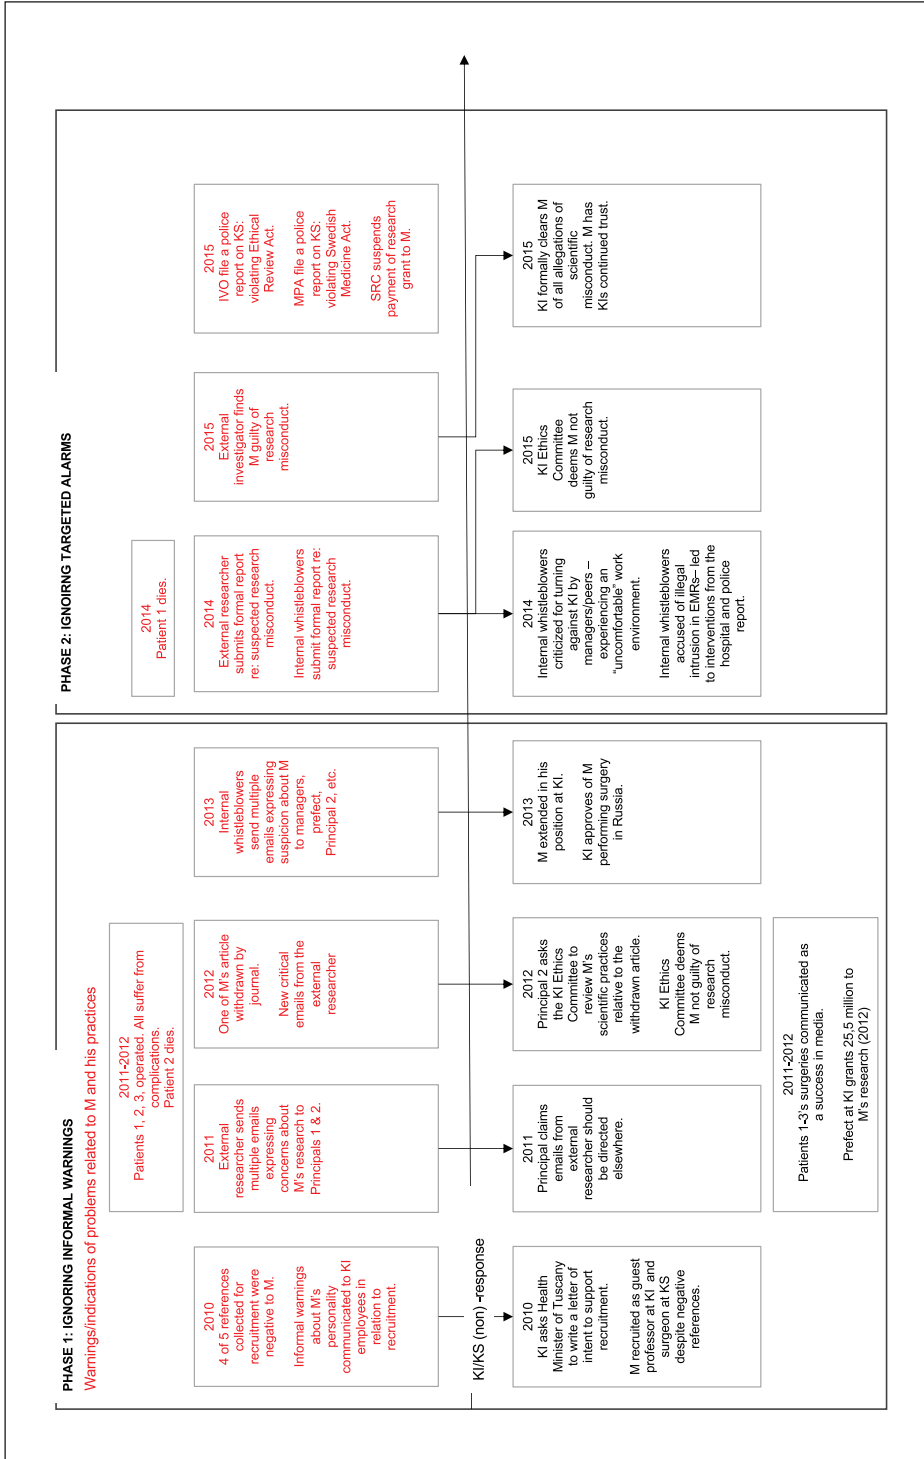 PHASE 1: IGNORING INFORMAL WARNINGS
Warnings/indications of problems related to M and his practices
2011-2012
Patients 1, 2, 3, operated. All suffer from
complications.
Patient 2 dies.
2010
4 of 5 references
collected for
recruitment were
negative to M.
Informal warnings
about M's
personality
communicated to KI
employees in
relation to
recruitment.
2011
External
researcher sends
multiple emails
expressing
concerns about
M's research to
Principals 1 & 2.
2012
One of M's article
withdrawn by
journal.
New critical
emails from the
external
researcher
2013
Internal
whistleblowers
send multiple
emails expressing
suspicion about M
to managers,
prefect,
Principal 2, etc.
KI/KS (non) -response
2010
KI asks Health
Minister of Tuscany
to write a letter of
intent to support
recruitment.
M recruited as guest
professor at KI and
surgeon at KS
despite negative
references.
2011
Principal claims
emails from
external
researcher should
be directed
elsewhere.
2012
Principal 2 asks
the KI Ethics
Committee to
review M's
scientific practices
relative to the
withdrawn article.
KI Ethics
Committee deems
M not guilty of
research
misconduct.
2013
M extended in his
position at KI.
KI approves of M
performing surgery
in Russia.
2011-2012
Patients 1-3's surgeries communicated as
a success in media.
Prefect at KI grants 25,5 million to
M's research (2012)
PHASE 2: IGNOIRING TARGETED ALARMS
2014
Patient 1 dies.
2014
External researcher
submits formal report
re: suspected research
misconduct.
Internal whistleblowers
submit formal report re:
suspected research
misconduct.
2015
External
investigator finds
M guilty of
research
misconduct.
2015
IVO file a police
report on KS:
violating Ethical
Review Act.
MPA file a police
report on KS:
violating Swedish
Medicine Act.
SRC suspends
payment of research
grant to M.
2014
Internal whistleblowers
criticized for turning
against KI by
managers/peers –
experiencing an
“uncomfortable” work
environment.
Internal whistleblowers
accused of illegal
intrusion in EMRs– led
to interventions from the
hospital and police
report.
2015
KI Ethics
Committee
deems M not
guilty of research
misconduct.
2015
KI formally clears M
of all allegations of
scientific
misconduct. M has
KIs continued trust.